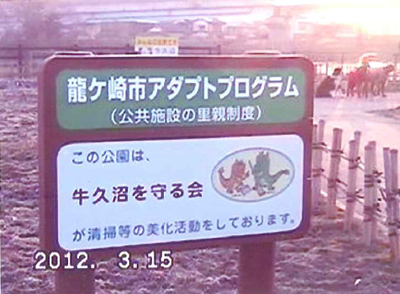 龍ケ崎市アダプトプログラム
(公共施設の里親制度)
この公園は、
牛久沼を守る会
が清掃等の美化活動をしております。
2012. 3.15